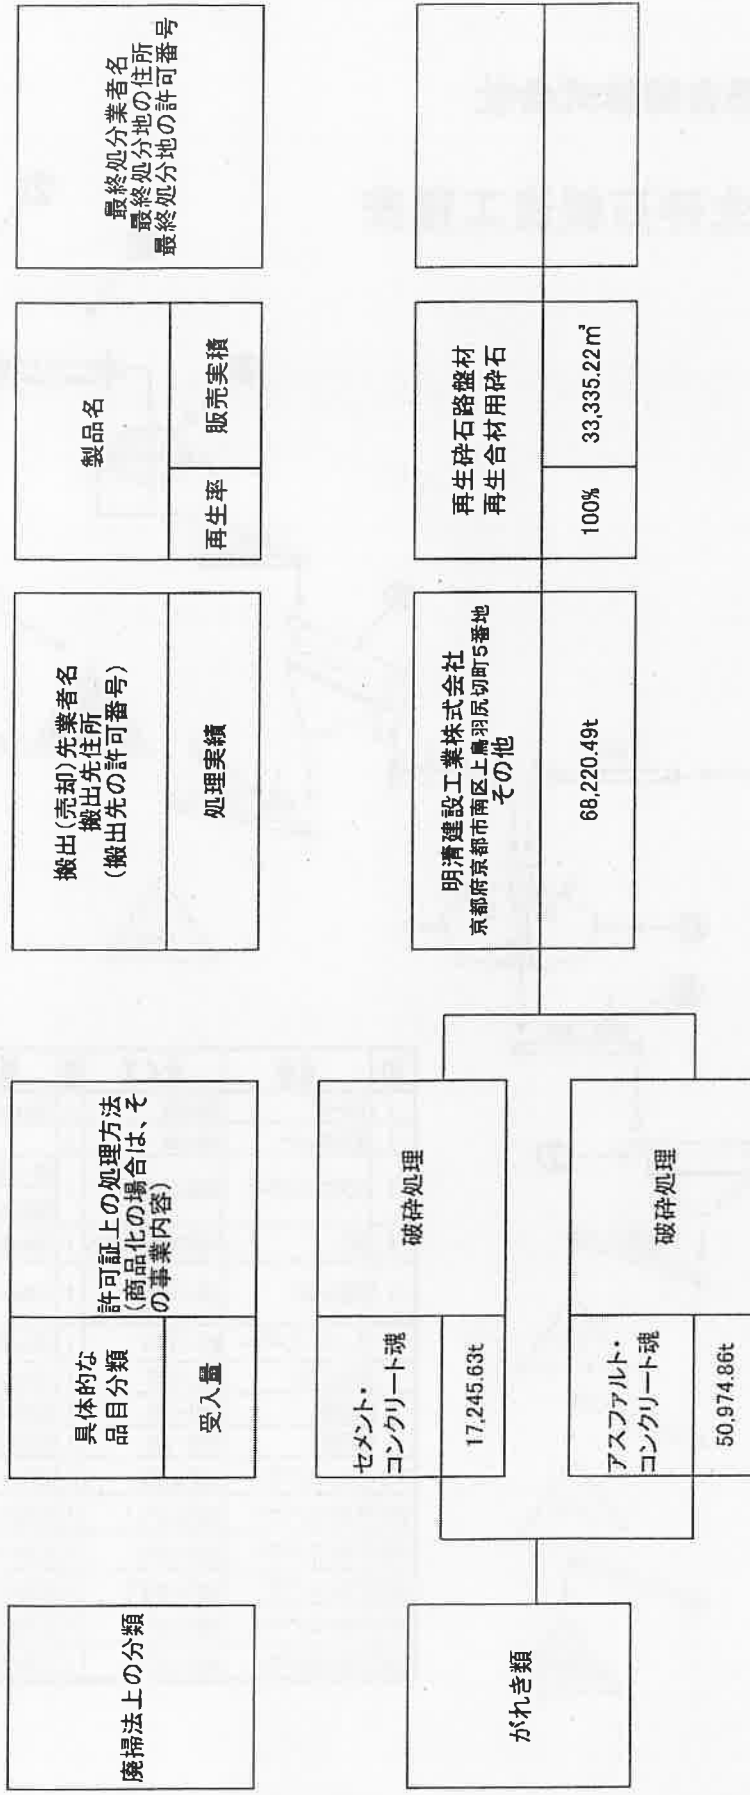 廃掃法上の分類
具体的な
品目分類
受入量
許可証上の処理方法
(商品化の場合は、そ
の事業内容)
搬出(売却)先業者名
搬出先住所
(搬出先の許可番号)
処理実績
製品名
再生率
販売実積
最終処分業者名
最終処分地の住所
最終処分地の許可番号
がれき類
セメント・
コンクリート魂
17,245.63t
破砕処理
アスファルト・
コンクリート魂
50,974.86t
破砕処理
明清建設工業株式会社
京都府京都市南区上鳥羽尻切町5番地
その他
68,220.49t
再生砕石路盤材
再生合材用砕石
100%
33,335.22㎥